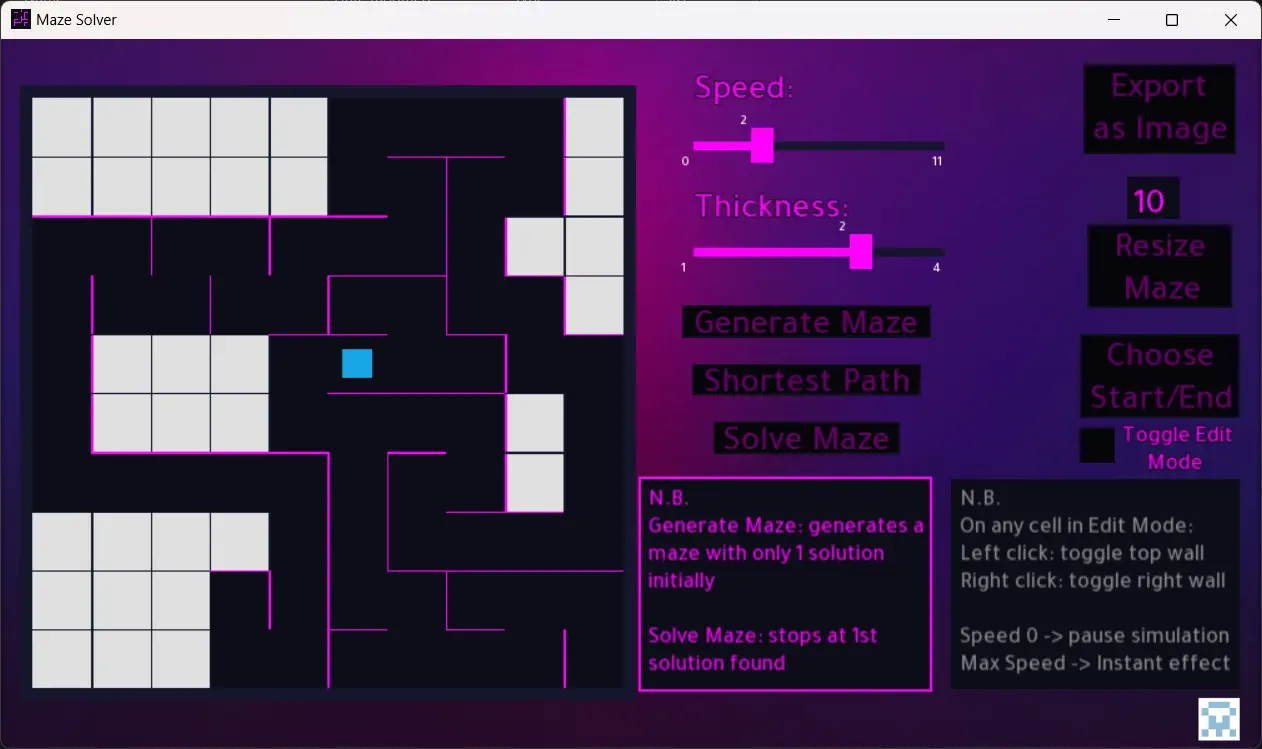 Maze Solver
Speed:
2
0
11
Thickness:
2
1
4
Generate Maze
Shortest Path
Solve Maze
Export
as Image
10
Resize
Maze
Choose
Start/End
Toggle Edit
Mode
N.B.
Generate Maze: generates a
maze with only 1 solution
initially
Solve Maze: stops at 1st
solution found
N.B.
On any cell in Edit Mode:
Left click: toggle top wall
Right click: toggle right wall
Speed 0 -> pause simulation
Max Speed -> Instant effect